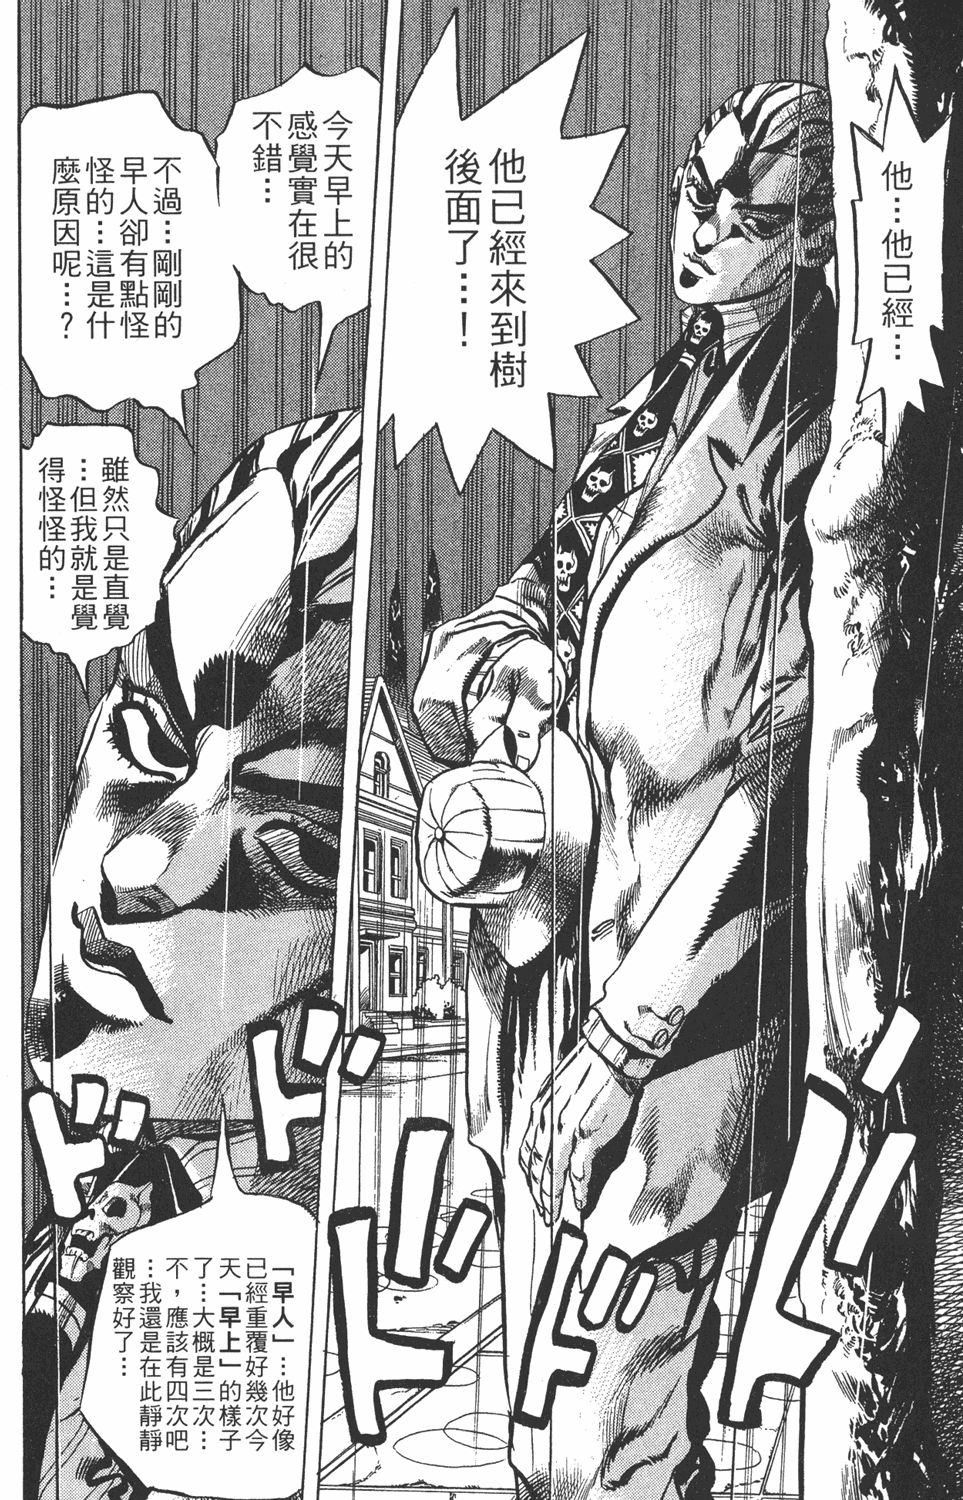 他…他已經…
他已經來到樹
後面了…！
今天早上的
感覺實在很
不錯…
不過…剛剛的
早人卻有點怪
怪的…這是什
麼原因呢…？
雖然只是直覺
…但我就是覺
得怪怪的…
「早人」…他好像
已經重覆好幾次今
天「早上」的樣子
了…大概是三次…
不，應該有四次吧
…我還是在此靜靜
觀察好了…
ドド
ド
ド
ド
ド